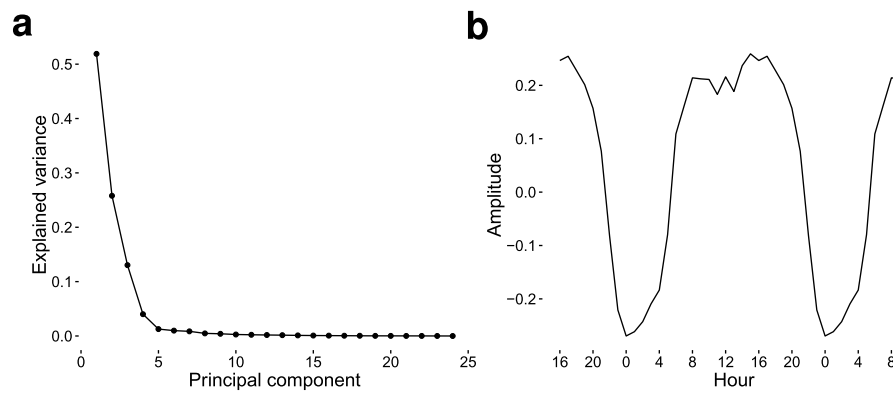 a
b
0.5
0.4
0.3
0.2
0.1
0.0
Explained variance
0 5 10 15 20 25
Principal component
0.2
0.1
0.0
−0.1
−0.2
Amplitude
16 20 0 4 8 12 16 20 0 4 8
Hour